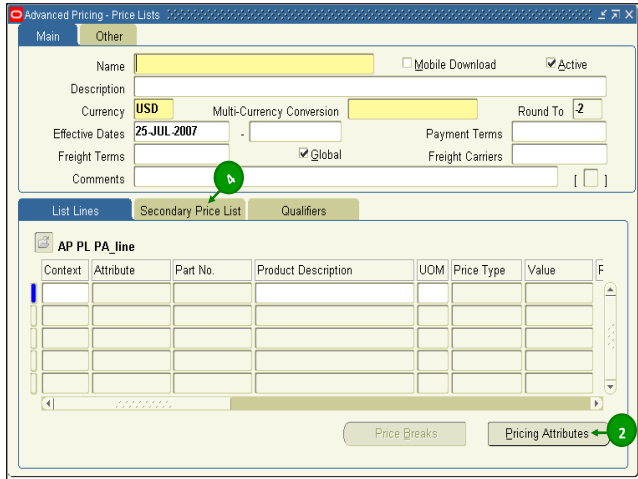 Advanced Pricing - Price Lists
Main Other
Name Mobile Download Active
Description
Currency USD Multi-Currency Conversion Round To -2
Effective Dates 25-JUL-2007 - Payment Terms
Freight Terms Global Freight Carriers
Comments [ ]
4
List Lines Secondary Price List Qualifiers
AP PL PA_line
Context Attribute Part No. Product Description UOM Price Type Value F
Price Breaks Pricing Attributes 2